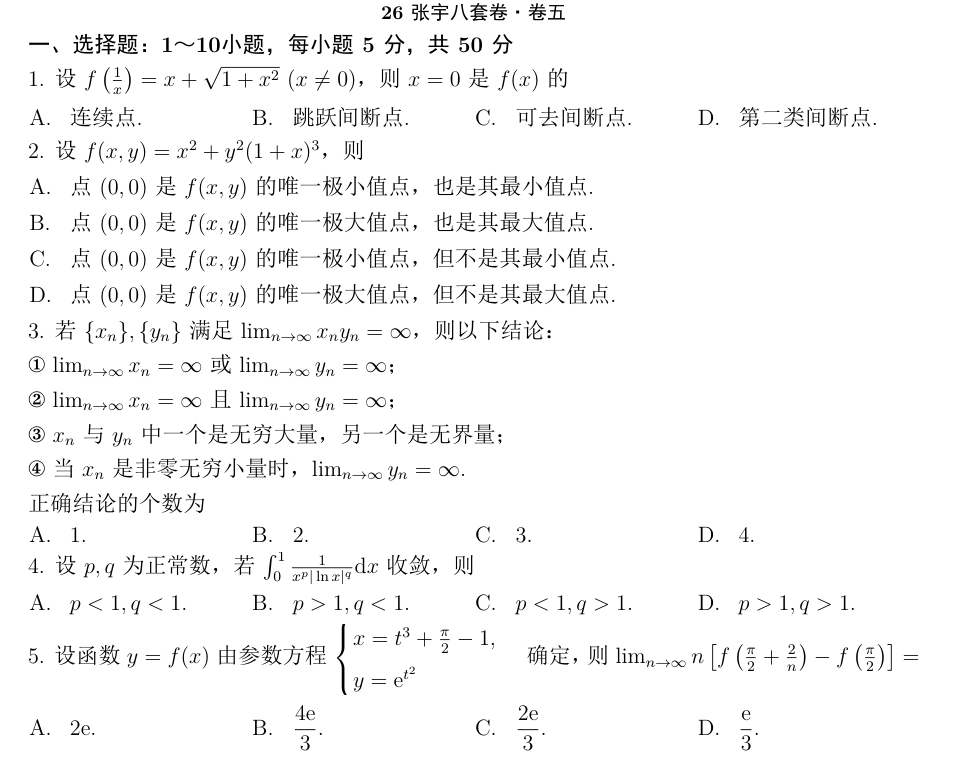 26 张宇八套卷·卷五
一、选择题：1～10小题，每小题 5 分，共 50 分
1. 设 f(1/x) = x + √(1+x²) (x ≠ 0)，则 x = 0 是 f(x) 的
A. 连续点. B. 跳跃间断点. C. 可去间断点. D. 第二类间断点.
2. 设 f(x, y) = x² + y²(1 + x)³，则
A. 点 (0, 0) 是 f(x, y) 的唯一极小值点，也是其最小值点.
B. 点 (0, 0) 是 f(x, y) 的唯一极大值点，也是其最大值点.
C. 点 (0, 0) 是 f(x, y) 的唯一极小值点，但不是其最小值点.
D. 点 (0, 0) 是 f(x, y) 的唯一极大值点，但不是其最大值点.
3. 若 {xₙ}, {yₙ} 满足 limₙ→∞ xₙyₙ = ∞，则以下结论：
① limₙ→∞ xₙ = ∞ 或 limₙ→∞ yₙ = ∞；
② limₙ→∞ xₙ = ∞ 且 limₙ→∞ yₙ = ∞；
③ xₙ 与 yₙ 中一个是无穷大量，另一个是无界量；
④ 当 xₙ 是非零无穷小量时，limₙ→∞ yₙ = ∞.
正确结论的个数为
A. 1. B. 2. C. 3. D. 4.
4. 设 p, q 为正常数，若 ∫₀¹ 1/(xᵖ|ln x|^q) dx 收敛，则
A. p < 1, q < 1. B. p > 1, q < 1. C. p < 1, q > 1. D. p > 1, q > 1.
5. 设函数 y = f(x) 由参数方程 { x = t³ + π/2 − 1, y = e^(t²) 确定，则 limₙ→∞ n[f(π/2 + 2/n) − f(π/2)] =
A. 2e. B. 4e/3. C. 2e/3. D. e/3.